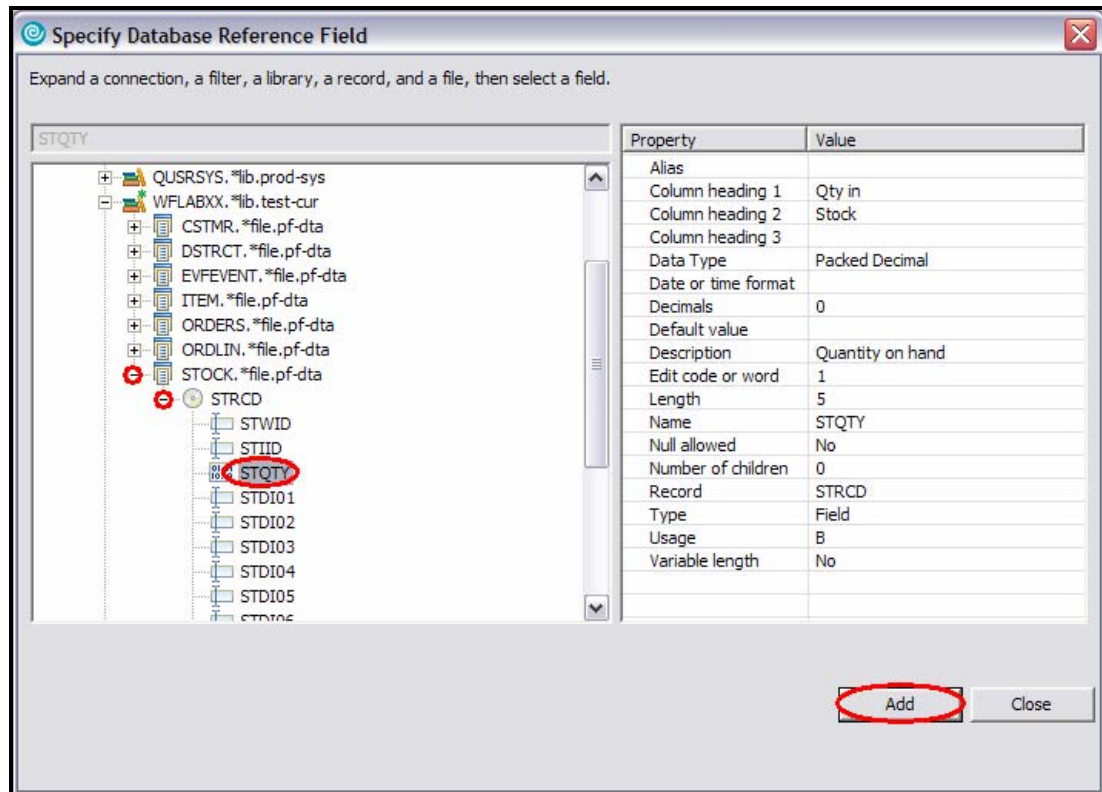 Specify Database Reference Field
Expand a connection, a filter, a library, a record, and a file, then select a field.
STQTY
QUSRSYS.*lib.prod-sys
WFLABXX.*lib.test-cur
CSTMR.*file.pf-dta
DSTRCT.*file.pf-dta
EVFEVENT.*file.pf-dta
ITEM.*file.pf-dta
ORDERS.*file.pf-dta
ORDLIN.*file.pf-dta
STOCK.*file.pf-dta
STRCD
STWID
STIID
STQTY
STDI01
STDI02
STDI03
STDI04
STDI05
STDI06
Property Value
Alias
Column heading 1 Qty in
Column heading 2 Stock
Column heading 3
Data Type Packed Decimal
Date or time format
Decimals 0
Default value
Description Quantity on hand
Edit code or word 1
Length 5
Name STQTY
Null allowed No
Number of children 0
Record STRCD
Type Field
Usage B
Variable length No
Add Close